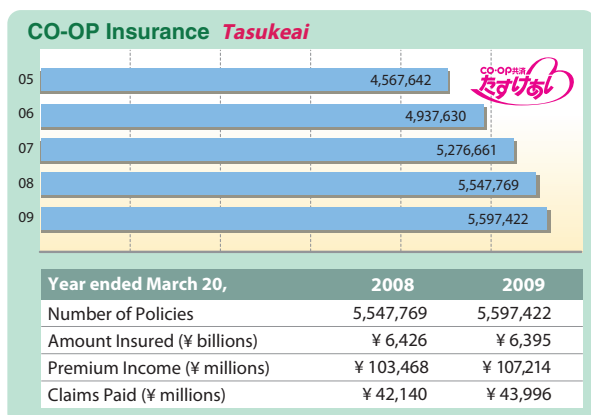 CO-OP Insurance Tasukeai
CO・OP共済
たすけあい
05 4,567,642
06 4,937,630
07 5,276,661
08 5,547,769
09 5,597,422
Year ended March 20, 2008 2009
Number of Policies 5,547,769 5,597,422
Amount Insured (¥ billions) ¥ 6,426 ¥ 6,395
Premium Income (¥ millions) ¥ 103,468 ¥ 107,214
Claims Paid (¥ millions) ¥ 42,140 ¥ 43,996